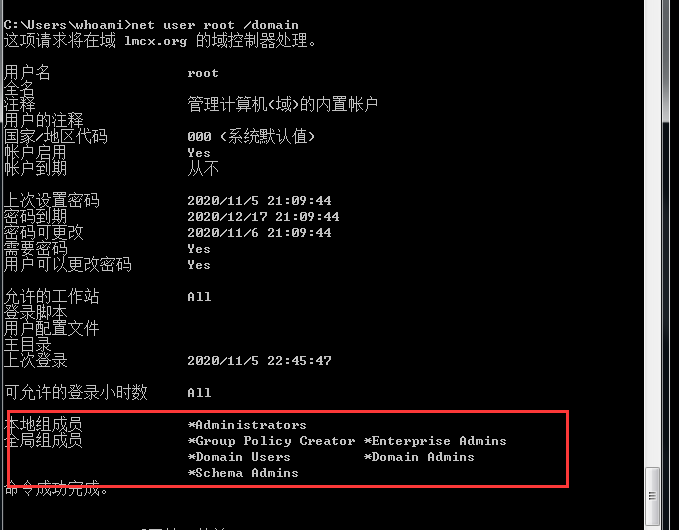 C:\Users\whoami>net user root /domain
这项请求将在域 lmcx.org 的域控制器处理。
用户名 root
全名
注释 管理计算机(域)的内置帐户
用户的注释
国家/地区代码 000 (系统默认值)
帐户启用 Yes
帐户到期 从不
上次设置密码 2020/11/5 21:09:44
密码到期 2020/12/17 21:09:44
密码可更改 2020/11/6 21:09:44
需要密码 Yes
用户可以更改密码 Yes
允许的工作站 All
登录脚本
用户配置文件
主目录
上次登录 2020/11/5 22:45:47
可允许的登录小时数 All
本地组成员 *Administrators
全局组成员 *Group Policy Creator *Enterprise Admins
*Domain Users *Domain Admins
*Schema Admins
命令成功完成。